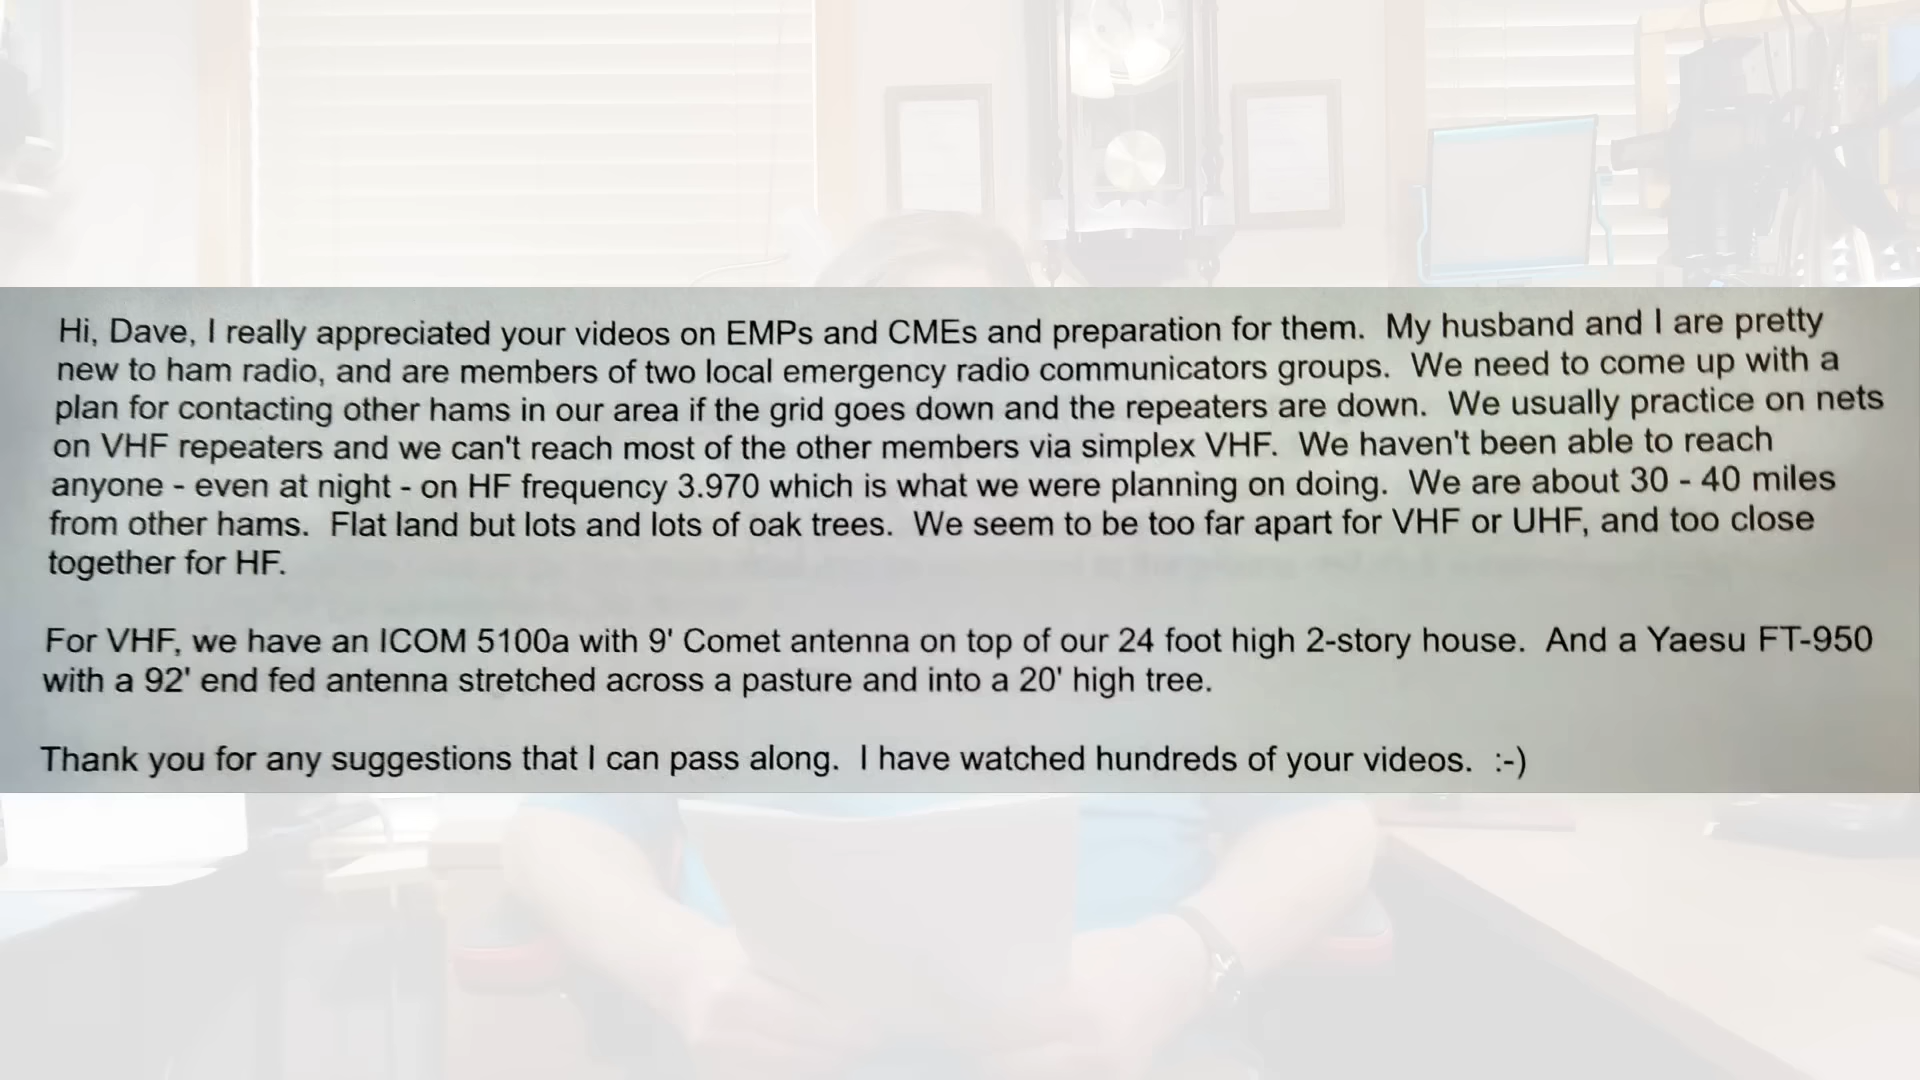 Hi, Dave, I really appreciated your videos on EMPs and CMEs and preparation for them. My husband and I are pretty
new to ham radio, and are members of two local emergency radio communicators groups. We need to come up with a
plan for contacting other hams in our area if the grid goes down and the repeaters are down. We usually practice on nets
on VHF repeaters and we can't reach most of the other members via simplex VHF. We haven't been able to reach
anyone - even at night - on HF frequency 3.970 which is what we were planning on doing. We are about 30 - 40 miles
from other hams. Flat land but lots and lots of oak trees. We seem to be too far apart for VHF or UHF, and too close
together for HF.
For VHF, we have an ICOM 5100a with 9' Comet antenna on top of our 24 foot high 2-story house. And a Yaesu FT-950
with a 92' end fed antenna stretched across a pasture and into a 20' high tree.
Thank you for any suggestions that I can pass along. I have watched hundreds of your videos. :-)